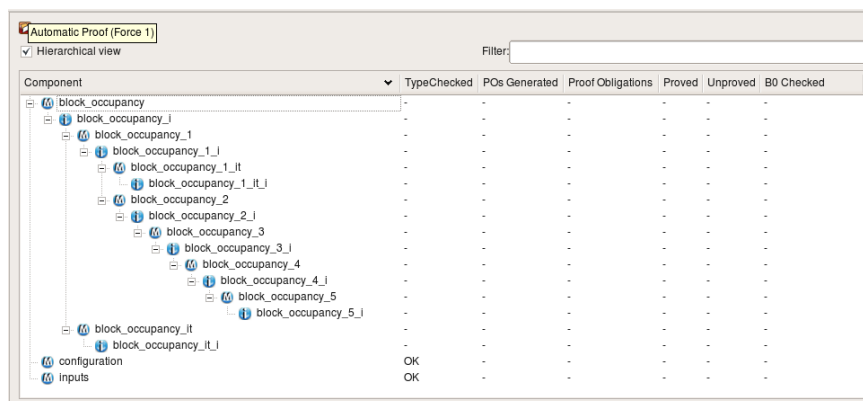 Automatic Proof (Force 1)
Hierarchical view Filter:
Component TypeChecked POs Generated Proof Obligations Proved Unproved B0 Checked
block_occupancy - - - - - -
block_occupancy_i - - - - - -
block_occupancy_1 - - - - - -
block_occupancy_1_i - - - - - -
block_occupancy_1_it - - - - - -
block_occupancy_1_it_i - - - - - -
block_occupancy_2 - - - - - -
block_occupancy_2_i - - - - - -
block_occupancy_3 - - - - - -
block_occupancy_3_i - - - - - -
block_occupancy_4 - - - - - -
block_occupancy_4_i - - - - - -
block_occupancy_5 - - - - - -
block_occupancy_5_i - - - - - -
block_occupancy_it - - - - - -
block_occupancy_it_i - - - - - -
configuration OK - - - - -
inputs OK - - - - -